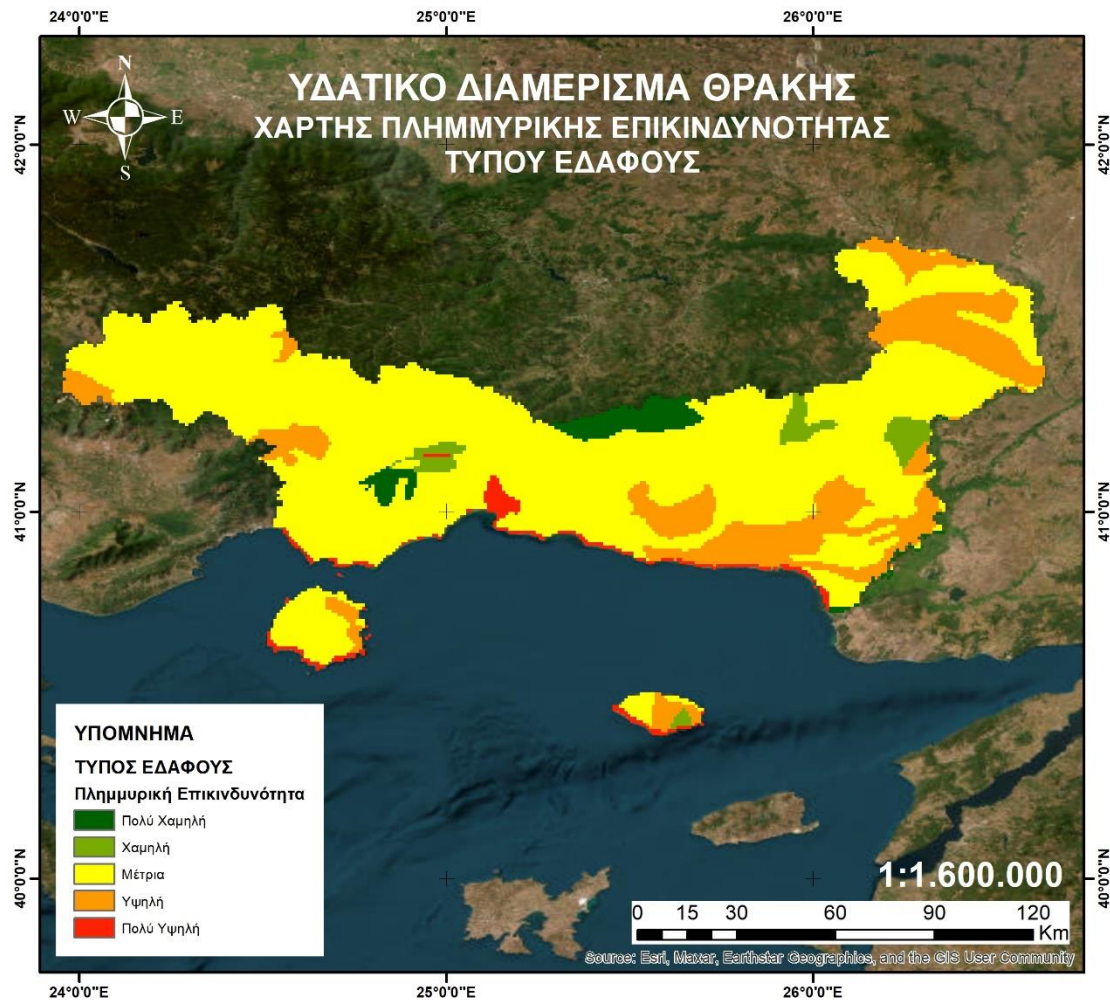 24°0'0"E 25°0'0"E 26°0'0"E
N
W E
S
ΥΔΑΤΙΚΟ ΔΙΑΜΕΡΙΣΜΑ ΘΡΑΚΗΣ
ΧΑΡΤΗΣ ΠΛΗΜΜΥΡΙΚΗΣ ΕΠΙΚΙΝΔΥΝΟΤΗΤΑΣ
ΤΥΠΟΥ ΕΔΑΦΟΥΣ
42°0'0"N 42°0'0"N
41°0'0"N 41°0'0"N
40°0'0"N 40°0'0"N
ΥΠΟΜΝΗΜΑ
ΤΥΠΟΣ ΕΔΑΦΟΥΣ
Πλημμυρική Επικινδυνότητα
Πολύ Χαμηλή
Χαμηλή
Μέτρια
Υψηλή
Πολύ Υψηλή
1:1.600.000
0 15 30 60 90 120
Km
Source: Esri, Maxar, Earthstar Geographics, and the GIS User Community
24°0'0"E 25°0'0"E 26°0'0"E